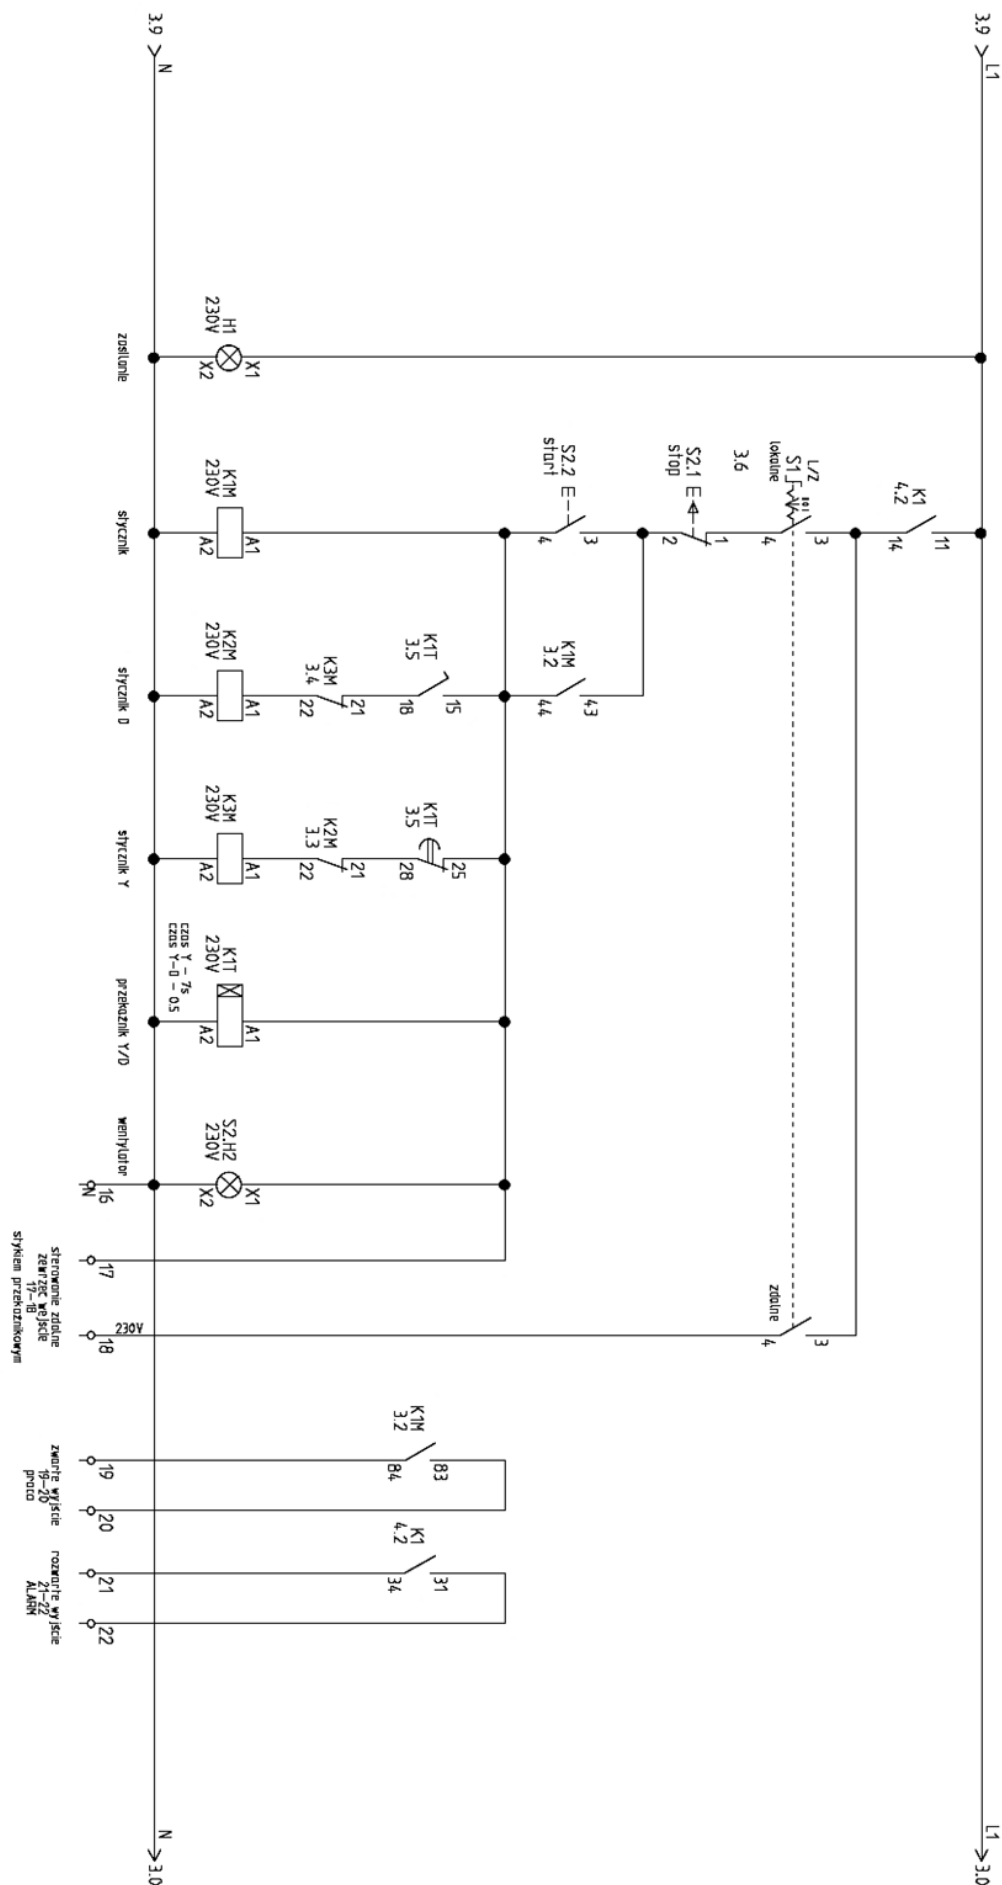 3.9
L1
3.9
N
H1
230V
X1
X2
zasilanie
K1
4.2
11
14
L/Z
S1
lokalne
3
4
3.6
S2.1
stop
1
2
S2.2
start
3
4
K1M
230V
A1
A2
stycznik
K1M
3.2
43
44
K1T
3.5
15
18
K3M
3.4
21
22
K2M
230V
A1
A2
stycznik D
K1T
3.5
25
28
K2M
3.3
21
22
K3M
230V
A1
A2
stycznik Y
K1T
230V
A1
A2
czas Y - 7s
czas Y-D - 0.5
przekaźnik Y/D
S2.H2
230V
X1
X2
wentylator
16
N
17
zdalne
3
4
230V
18
sterowanie zdalne
zewrzec wejscie
17-18
stykiem przekaźnikowym
K1M
3.2
83
84
19
20
zwarte wyjscie
19-20
praca
K1
4.2
31
34
21
22
rozwarte wyjscie
21-22
ALARM
L1
3.0
N
3.0